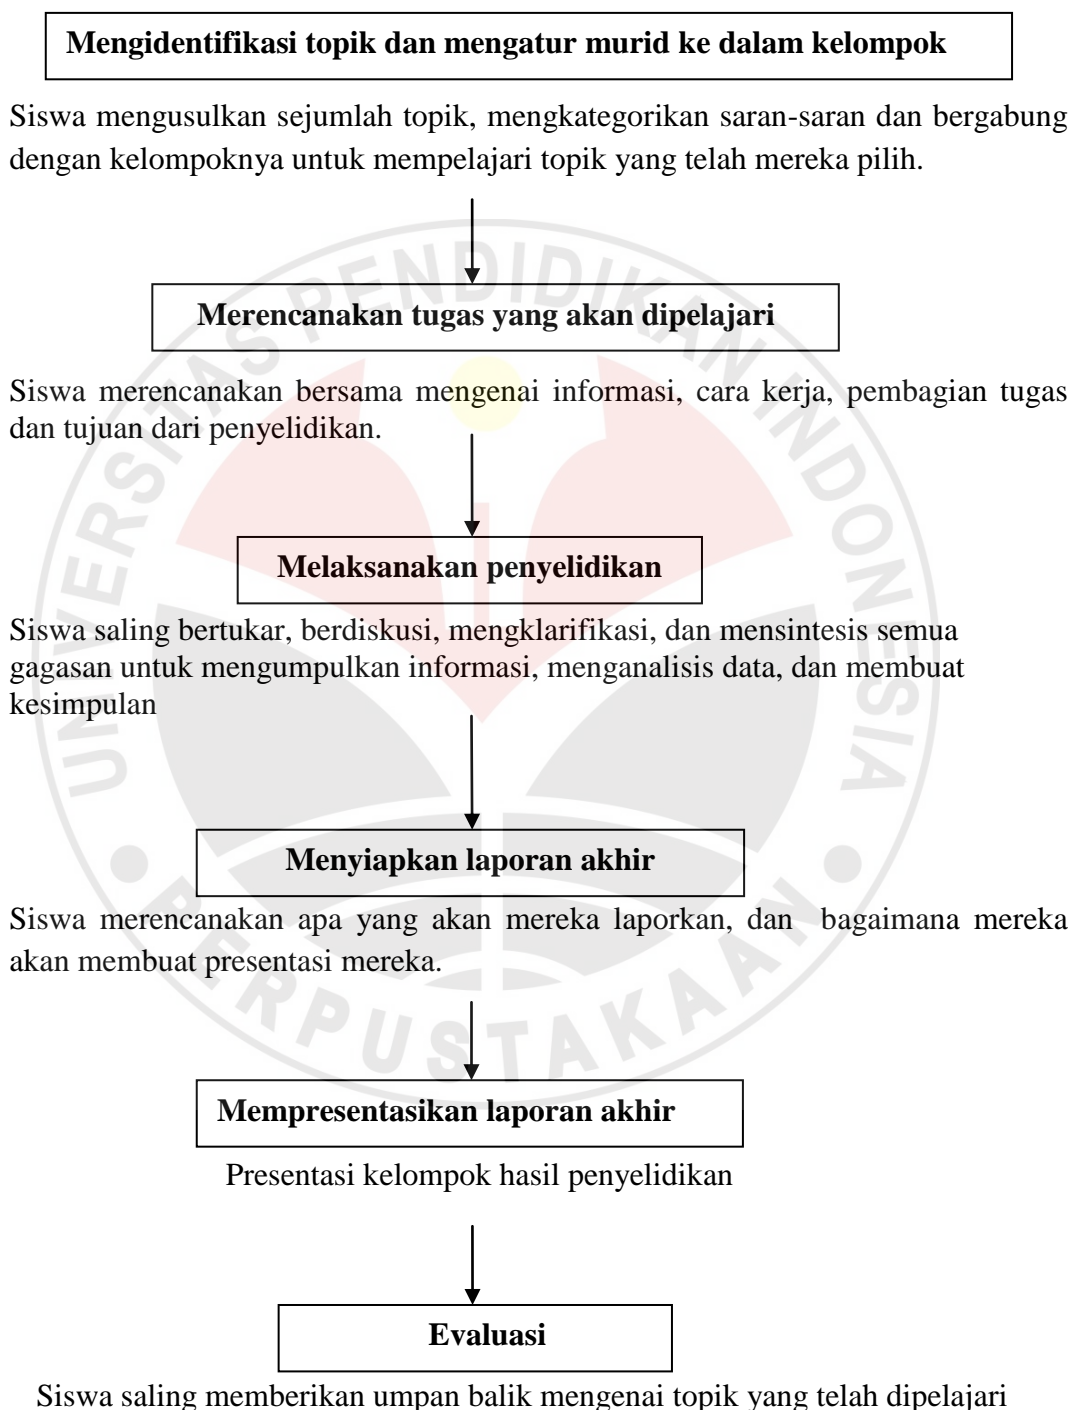 Mengidentifikasi topik dan mengatur murid ke dalam kelompok
Siswa mengusulkan sejumlah topik, mengkategorikan saran-saran dan bergabung
dengan kelompoknya untuk mempelajari topik yang telah mereka pilih.
Merencanakan tugas yang akan dipelajari
Siswa merencanakan bersama mengenai informasi, cara kerja, pembagian tugas
dan tujuan dari penyelidikan.
Melaksanakan penyelidikan
Siswa saling bertukar, berdiskusi, mengklarifikasi, dan mensintesis semua
gagasan untuk mengumpulkan informasi, menganalisis data, dan membuat
kesimpulan
Menyiapkan laporan akhir
Siswa merencanakan apa yang akan mereka laporkan, dan bagaimana mereka
akan membuat presentasi mereka.
Mempresentasikan laporan akhir
Presentasi kelompok hasil penyelidikan
Evaluasi
Siswa saling memberikan umpan balik mengenai topik yang telah dipelajari
UNIVERSITAS PENDIDIKAN INDONESIA
PERPUSTAKAAN